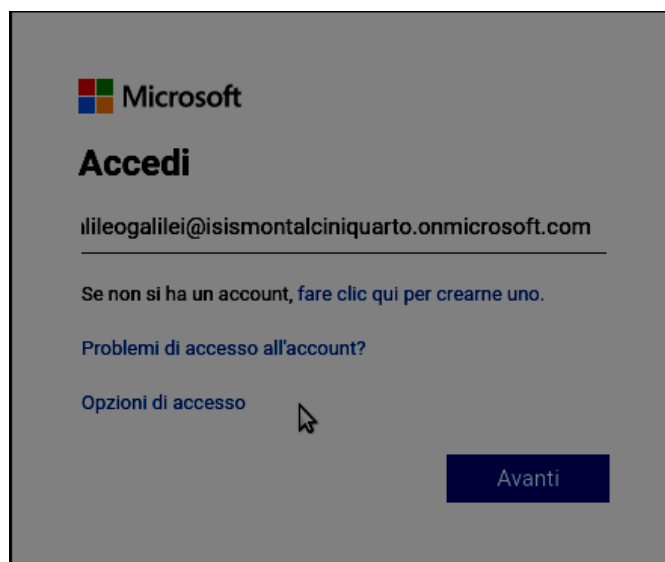 Microsoft
Accedi
lileogalilei@isismontalciniquarto.onmicrosoft.com
Se non si ha un account, fare clic qui per crearne uno.
Problemi di accesso all'account?
Opzioni di accesso
Avanti